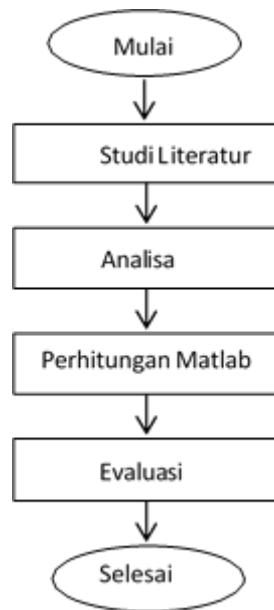 Mulai
Studi Literatur
Analisa
Perhitungan Matlab
Evaluasi
Selesai